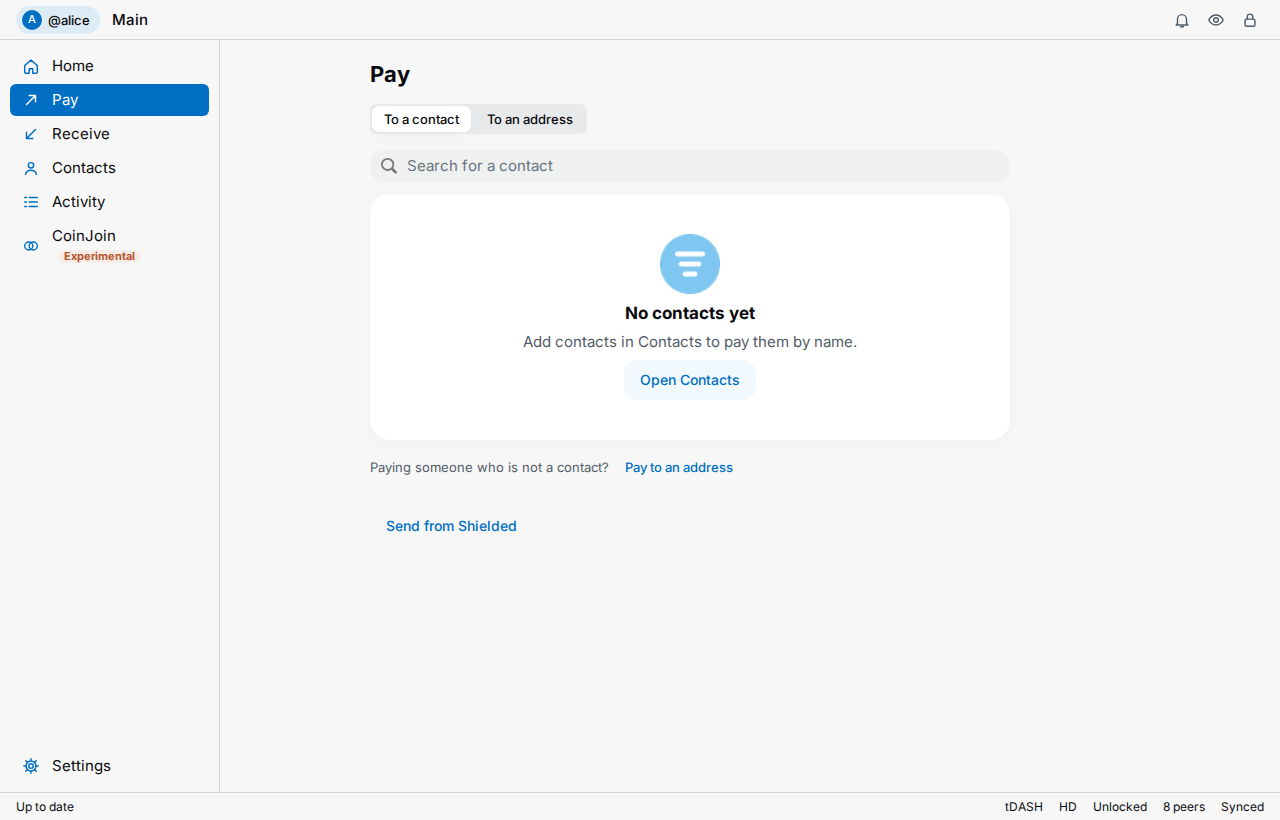 A @alice Main
Home
Pay
Receive
Contacts
Activity
CoinJoin
Experimental
Settings
Pay
To a contact To an address
Search for a contact
No contacts yet
Add contacts in Contacts to pay them by name.
Open Contacts
Paying someone who is not a contact? Pay to an address
Send from Shielded
Up to date tDASH HD Unlocked 8 peers Synced